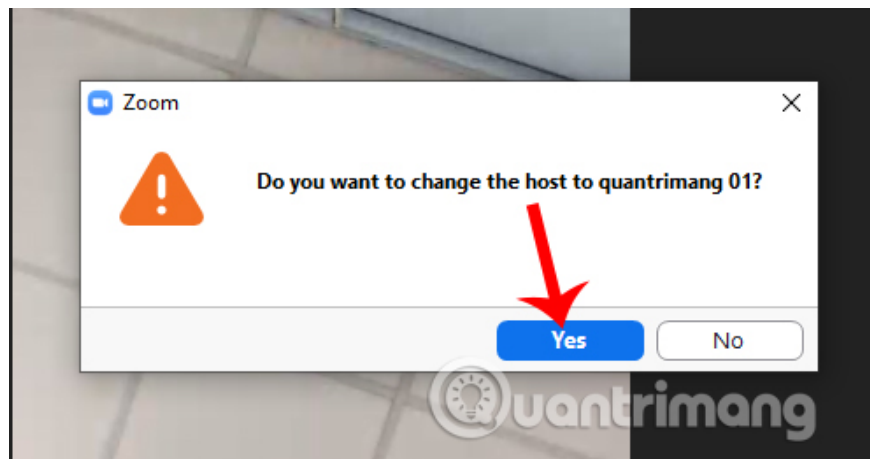 Zoom
Do you want to change the host to quantrimang 01?
Yes
No
Quantrimang